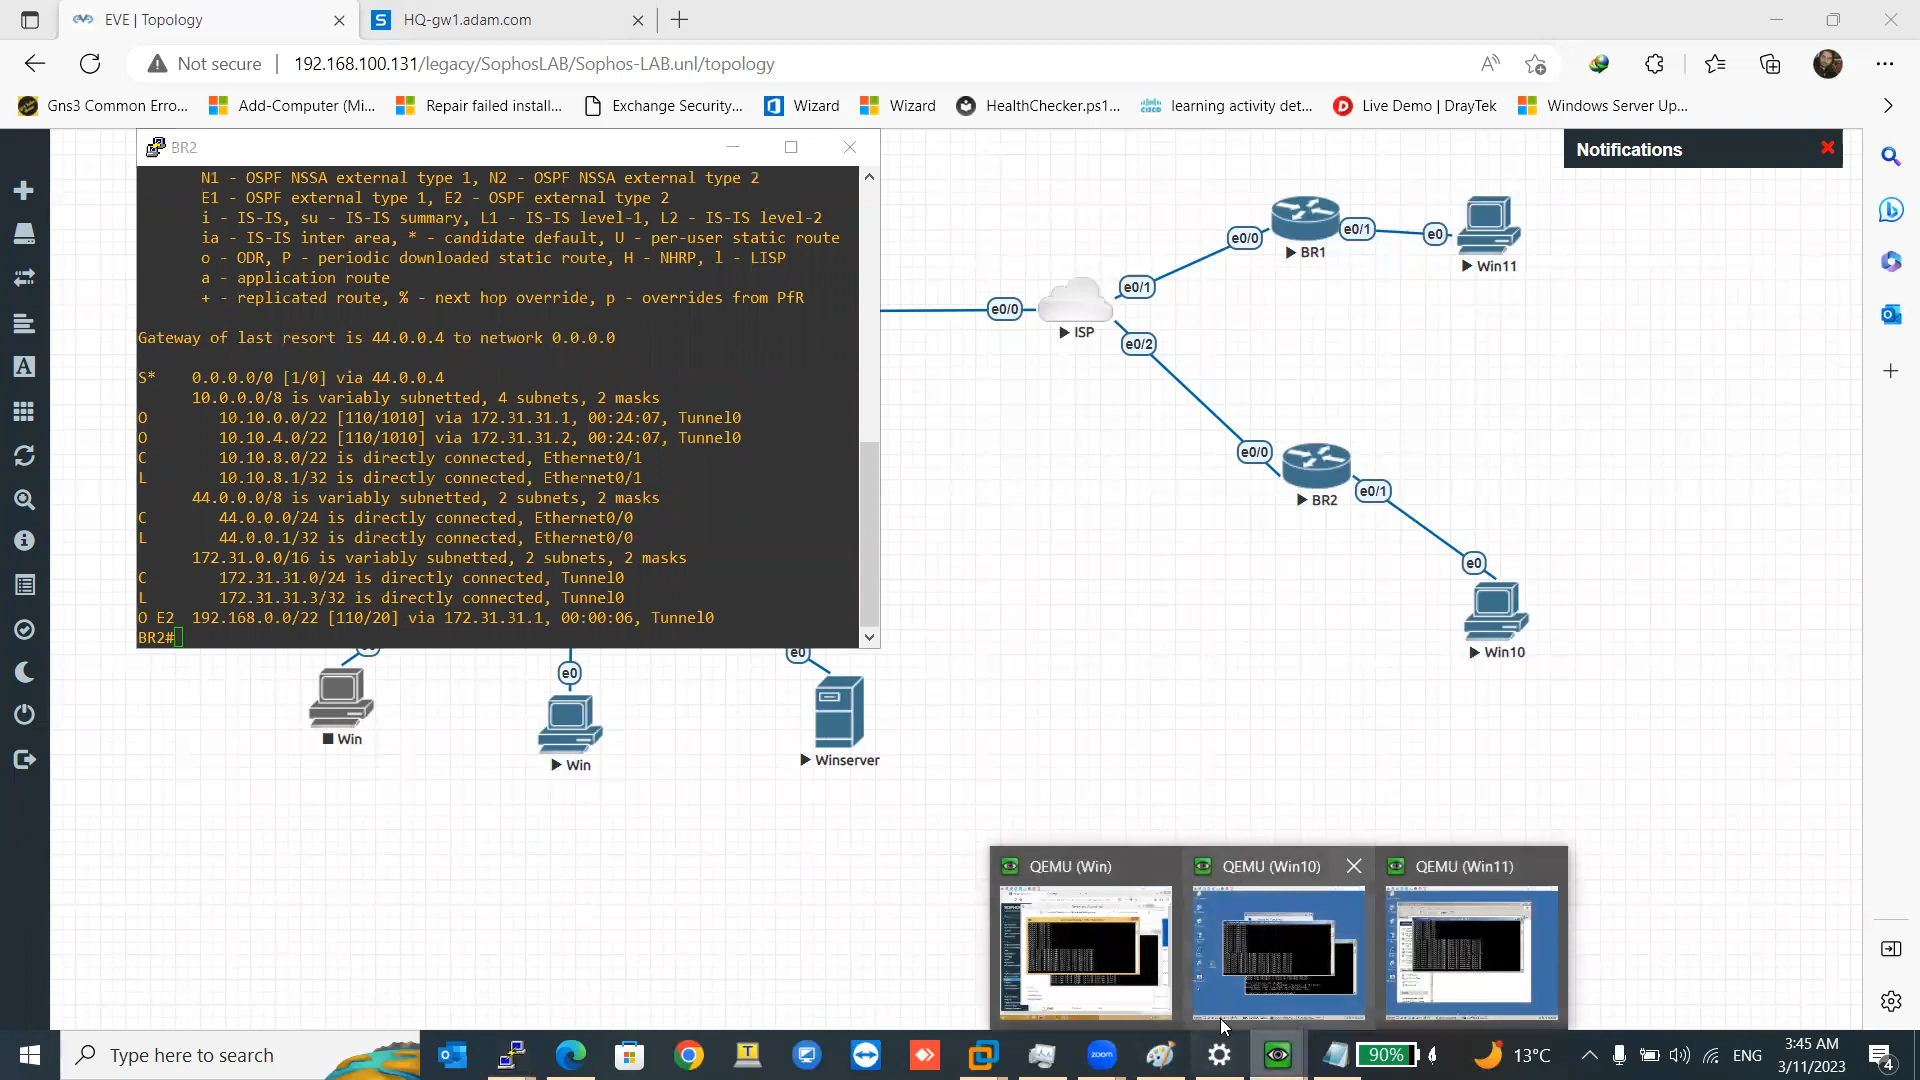 EVE | Topology
S HQ-gw1.adam.com
Not secure
192.168.100.131/legacy/SophosLAB/Sophos-LAB.unl/topology
Gns3 Common Erro...
Add-Computer (Mi...
Repair failed install...
Exchange Security...
Wizard
Wizard
HealthChecker.ps1...
learning activity det...
Live Demo | DrayTek
Windows Server Up...
Notifications
BR2
N1 - OSPF NSSA external type 1, N2 - OSPF NSSA external type 2
E1 - OSPF external type 1, E2 - OSPF external type 2
i - IS-IS, su - IS-IS summary, L1 - IS-IS level-1, L2 - IS-IS level-2
ia - IS-IS inter area, * - candidate default, U - per-user static route
o - ODR, P - periodic downloaded static route, H - NHRP, l - LISP
a - application route
+ - replicated route, % - next hop override, p - overrides from PfR
Gateway of last resort is 44.0.0.4 to network 0.0.0.0
S* 0.0.0.0/0 [1/0] via 44.0.0.4
10.0.0.0/8 is variably subnetted, 4 subnets, 2 masks
O 10.10.0.0/22 [110/1010] via 172.31.31.1, 00:24:07, Tunnel0
O 10.10.4.0/22 [110/1010] via 172.31.31.2, 00:24:07, Tunnel0
C 10.10.8.0/22 is directly connected, Ethernet0/1
L 10.10.8.1/32 is directly connected, Ethernet0/1
44.0.0.0/8 is variably subnetted, 2 subnets, 2 masks
C 44.0.0.0/24 is directly connected, Ethernet0/0
L 44.0.0.1/32 is directly connected, Ethernet0/0
172.31.0.0/16 is variably subnetted, 2 subnets, 2 masks
C 172.31.31.0/24 is directly connected, Tunnel0
L 172.31.31.3/32 is directly connected, Tunnel0
O E2 192.168.0.0/22 [110/20] via 172.31.31.1, 00:00:06, Tunnel0
BR2#
e0/0
ISP
e0/1
e0/2
e0/0
BR1
e0/1
e0
Win11
e0/0
BR2
e0/1
e0
Win10
Win
e0
Win
e0
Winserver
QEMU (Win)
QEMU (Win10)
QEMU (Win11)
Type here to search
zoom
90%
13°C
ENG
3:45 AM
3/11/2023
4